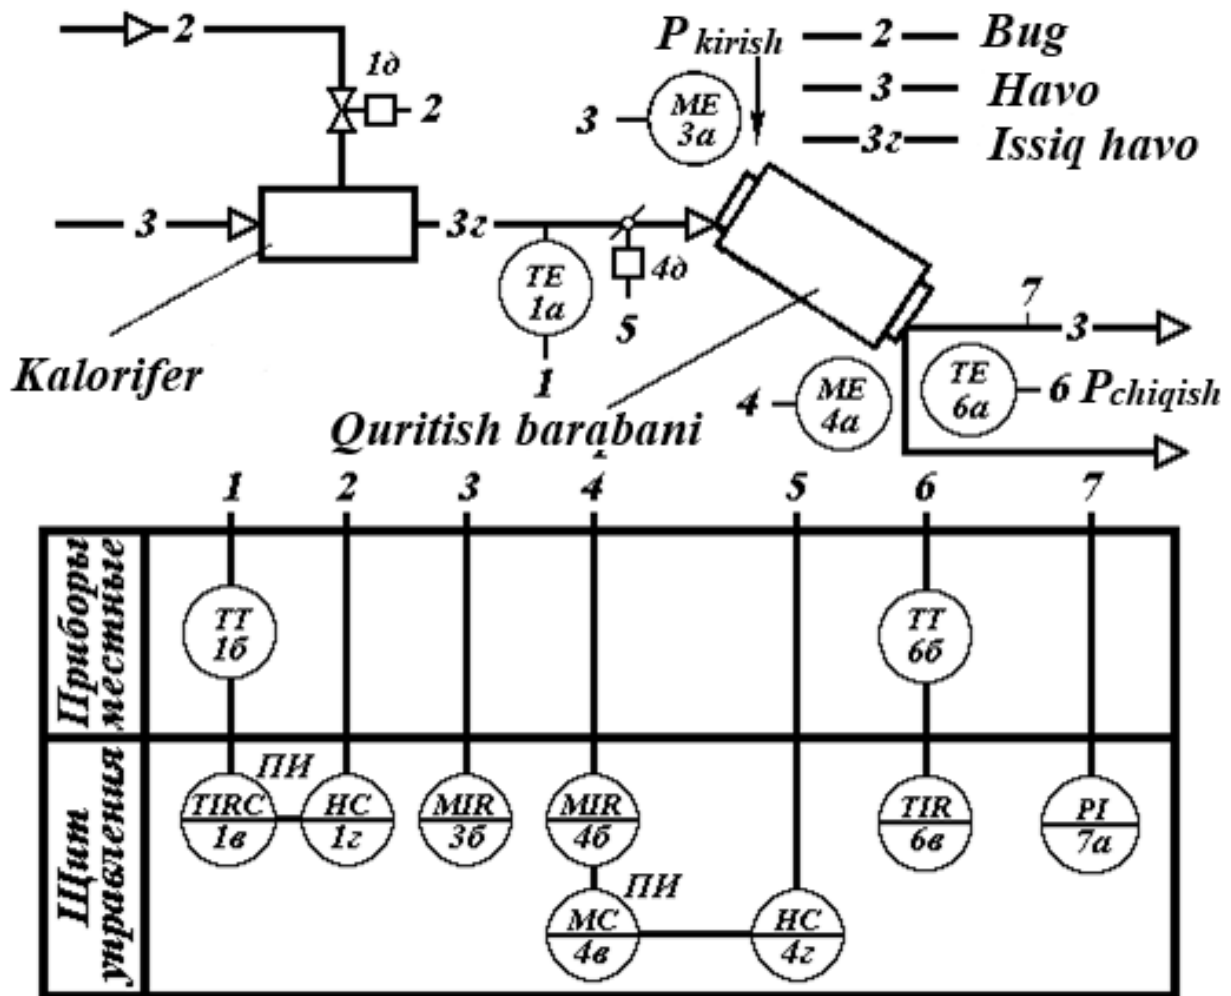 2
1д
2
P kirish
2 Bug
3
ME
3а
3 Havo
3г Issiq havo
3
3г
TE
1а
4д
5
1
Kalorifer
Quritish barabani
7
3
4
ME
4а
TE
6а
6 Pchiqish
1 2 3 4 5 6 7
Приборы
местные
TT
1б
TT
6б
Щит
управления
TIRC
1в
ПИ
HC
1г
MIR
3б
MIR
4б
TIR
6в
PI
7а
MC
4в
ПИ
HC
4г